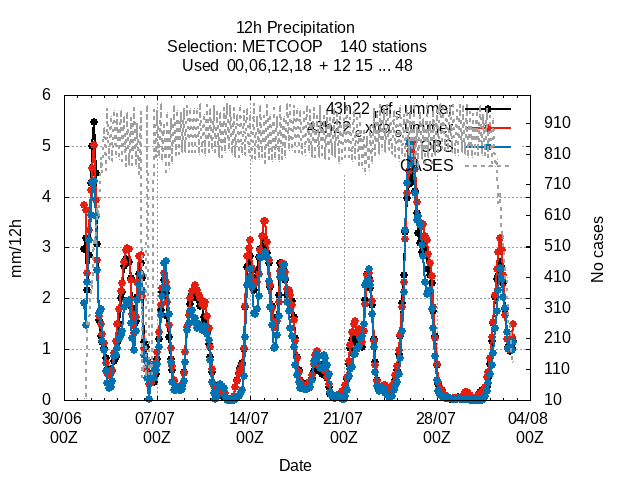 12h Precipitation
Selection: METCOOP 140 stations
Used 00,06,12,18 + 12 15 ... 48
43h22_ref_summer
43h22_extra_summer
OBS
CASES
mm/12h
6
5
4
3
2
1
0
No cases
910
810
710
610
510
410
310
210
110
10
30/06 07/07 14/07 21/07 28/07 04/08
00Z 00Z 00Z 00Z 00Z 00Z
Date